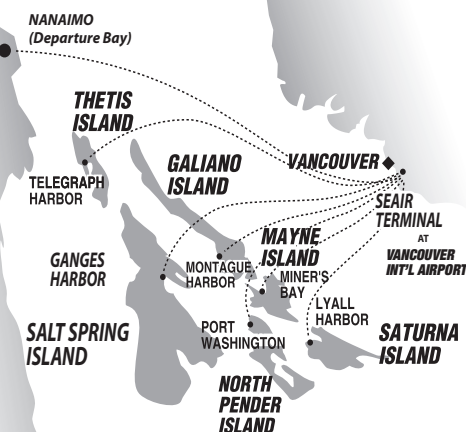 NANAIMO
(Departure Bay)
THETIS
ISLAND
TELEGRAPH
HARBOR
GALIANO
ISLAND
VANCOUVER
SEAIR
TERMINAL
AT
VANCOUVER
INT'L AIRPORT
GANGES
HARBOR
MONTAGUE
HARBOR
MAYNE
ISLAND
MINER'S
BAY
LYALL
HARBOR
SALT SPRING
ISLAND
PORT
WASHINGTON
SATURNA
ISLAND
NORTH
PENDER
ISLAND